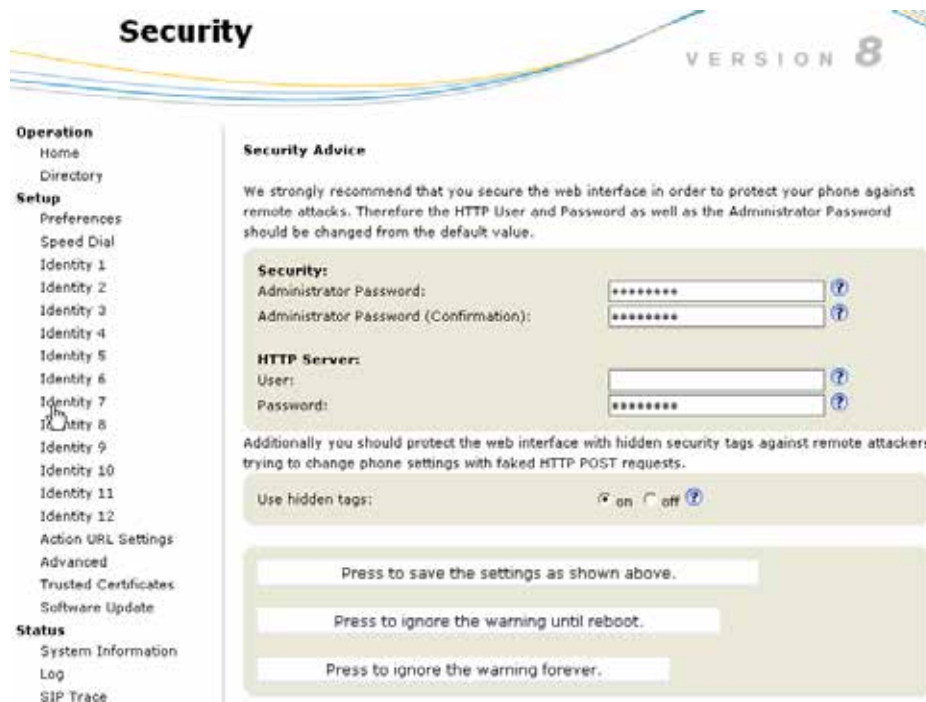 Security
VERSION 8
Operation
Home
Directory
Setup
Preferences
Speed Dial
Identity 1
Identity 2
Identity 3
Identity 4
Identity 5
Identity 6
Identity 7
Identity 8
Identity 9
Identity 10
Identity 11
Identity 12
Action URL Settings
Advanced
Trusted Certificates
Software Update
Status
System Information
Log
SIP Trace
Security Advice
We strongly recommend that you secure the web interface in order to protect your phone against
remote attacks. Therefore the HTTP User and Password as well as the Administrator Password
should be changed from the default value.
Security:
Administrator Password: ******** ?
Administrator Password (Confirmation): ******** ?
HTTP Server:
User: ?
Password: ******** ?
Additionally you should protect the web interface with hidden security tags against remote attackers
trying to change phone settings with faked HTTP POST requests.
Use hidden tags: on off ?
Press to save the settings as shown above.
Press to ignore the warning until reboot.
Press to ignore the warning forever.